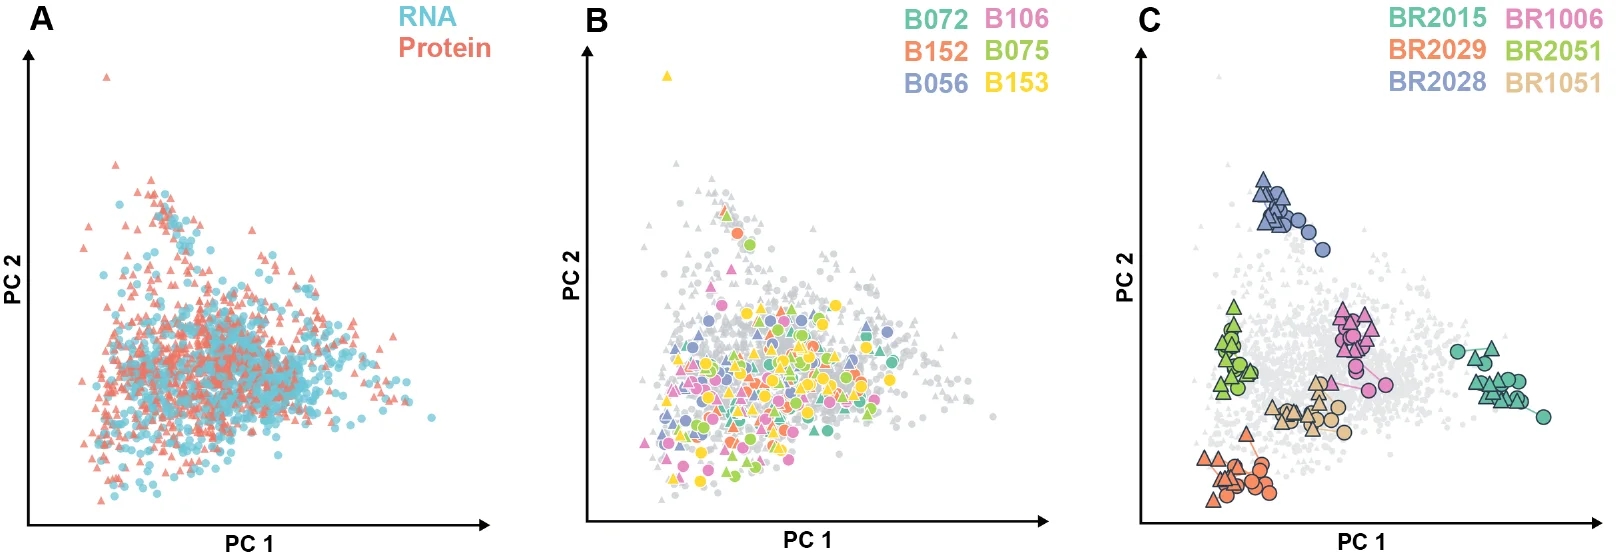 A
RNA
Protein
PC 2
PC 1
B
B072 B106
B152 B075
B056 B153
PC 2
PC 1
C
BR2015 BR1006
BR2029 BR2051
BR2028 BR1051
PC 2
PC 1